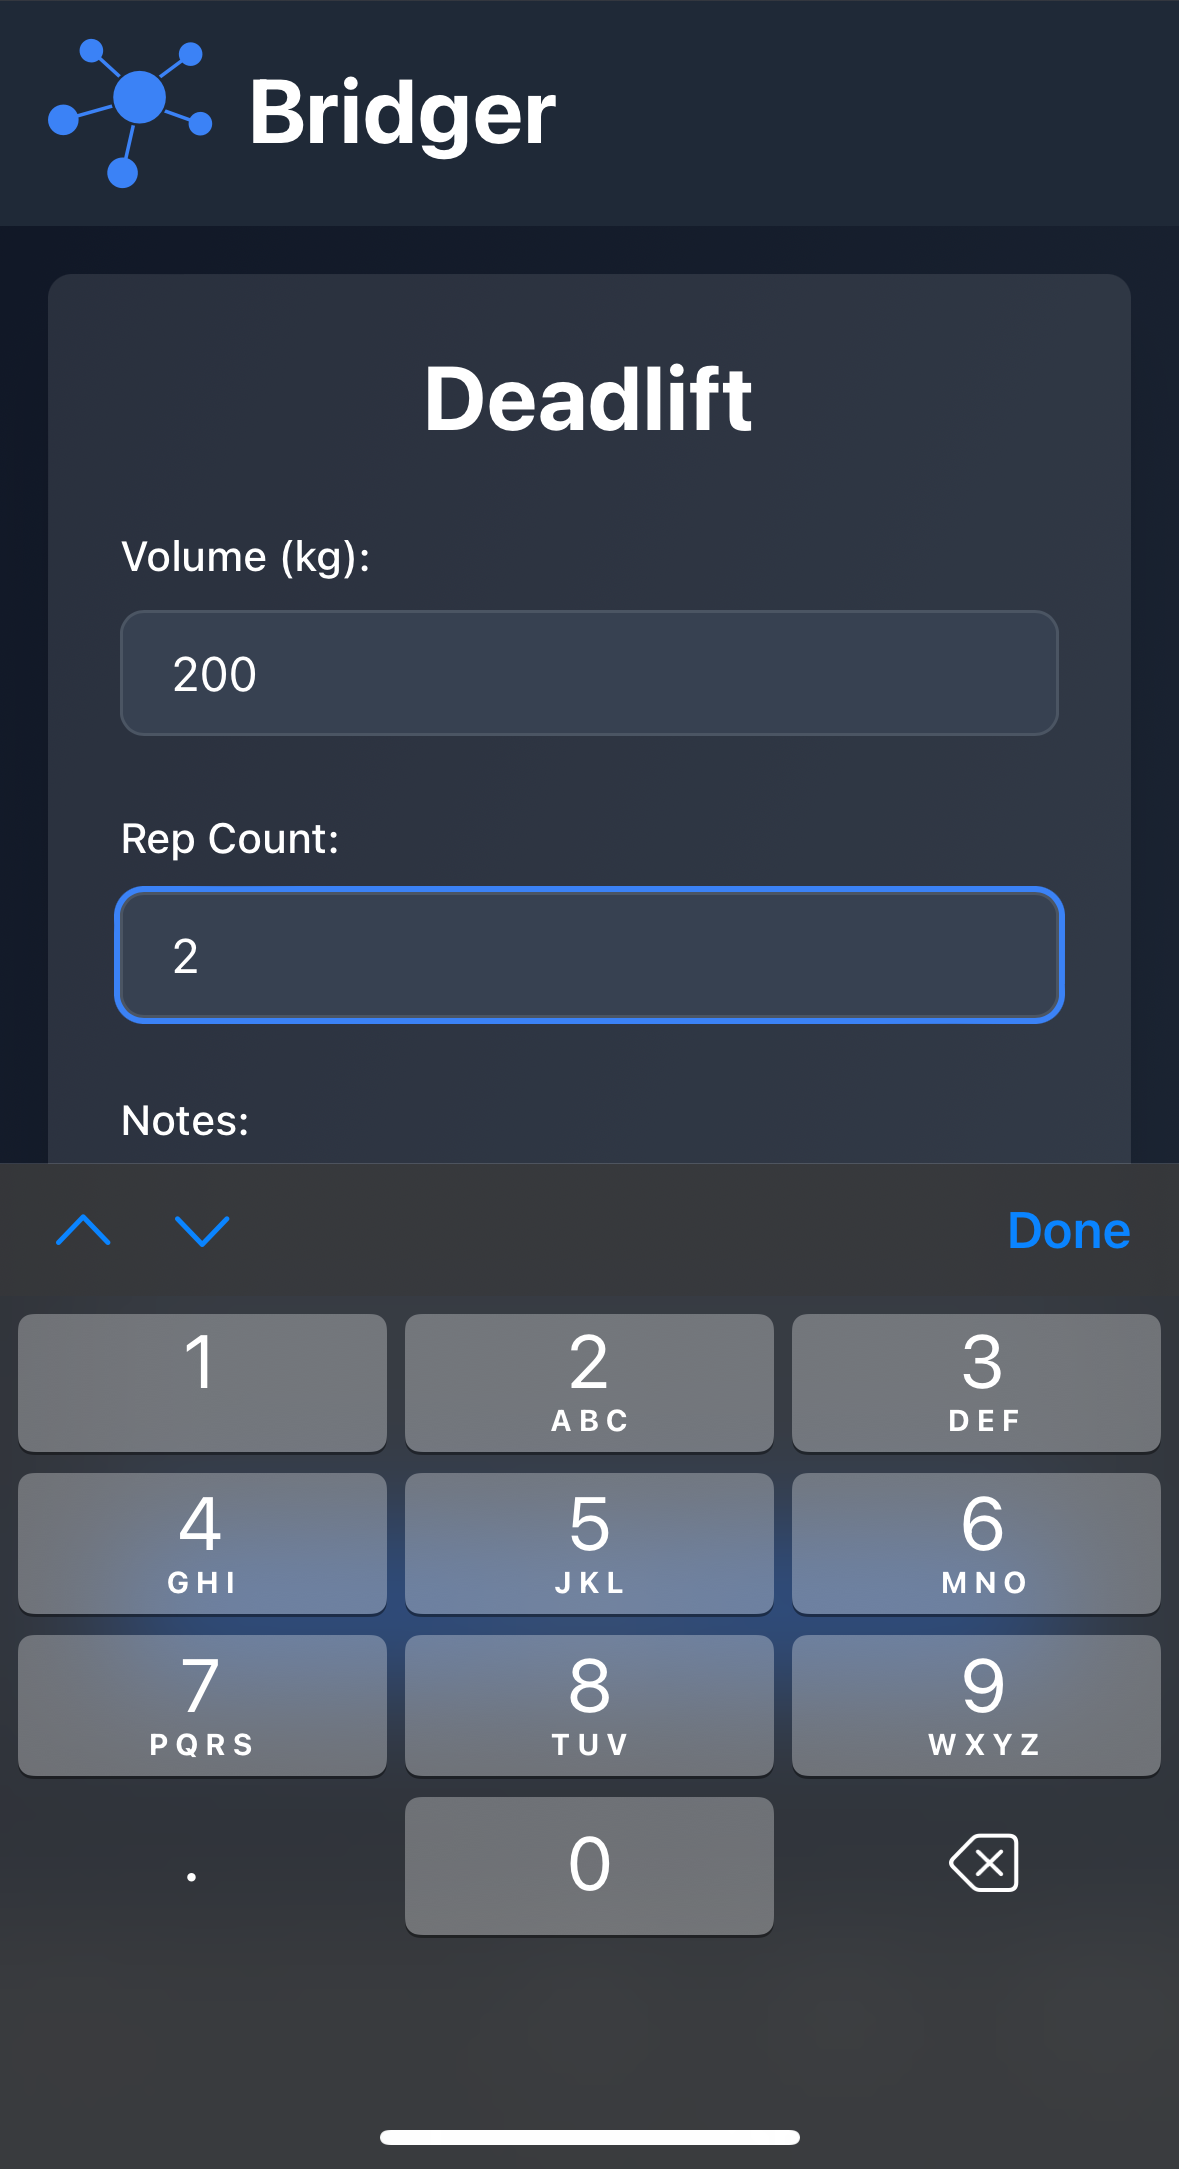 Bridger
Deadlift
Volume (kg):
200
Rep Count:
2
Notes:
Done
1 2 3
ABC DEF
4 5 6
GHI JKL MNO
7 8 9
PQRS TUV WXYZ
. 0